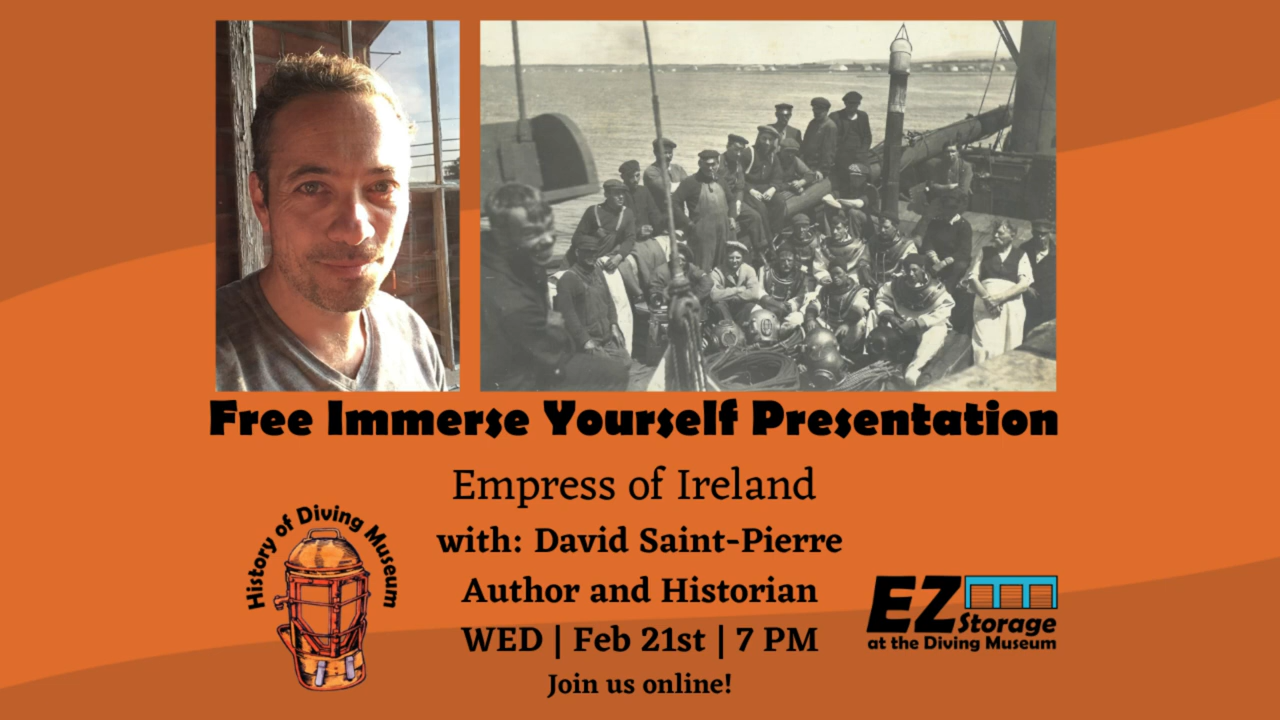 Free Immerse Yourself Presentation
Empress of Ireland
with: David Saint-Pierre
Author and Historian
WED | Feb 21st | 7 PM
Join us online!
History of Diving Museum
EZ
Storage
at the Diving Museum